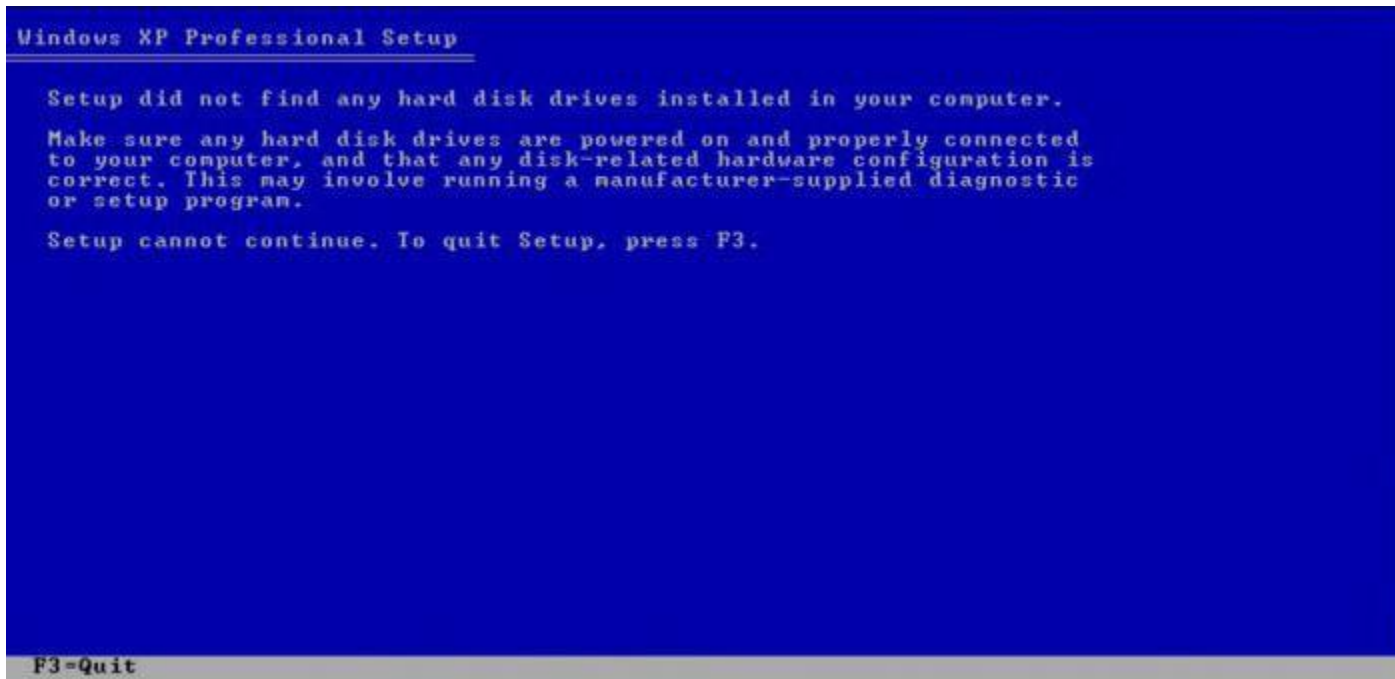 Windows XP Professional Setup
Setup did not find any hard disk drives installed in your computer.
Make sure any hard disk drives are powered on and properly connected
to your computer, and that any disk-related hardware configuration is
correct. This may involve running a manufacturer-supplied diagnostic
or setup program.
Setup cannot continue. To quit Setup, press F3.
F3=Quit